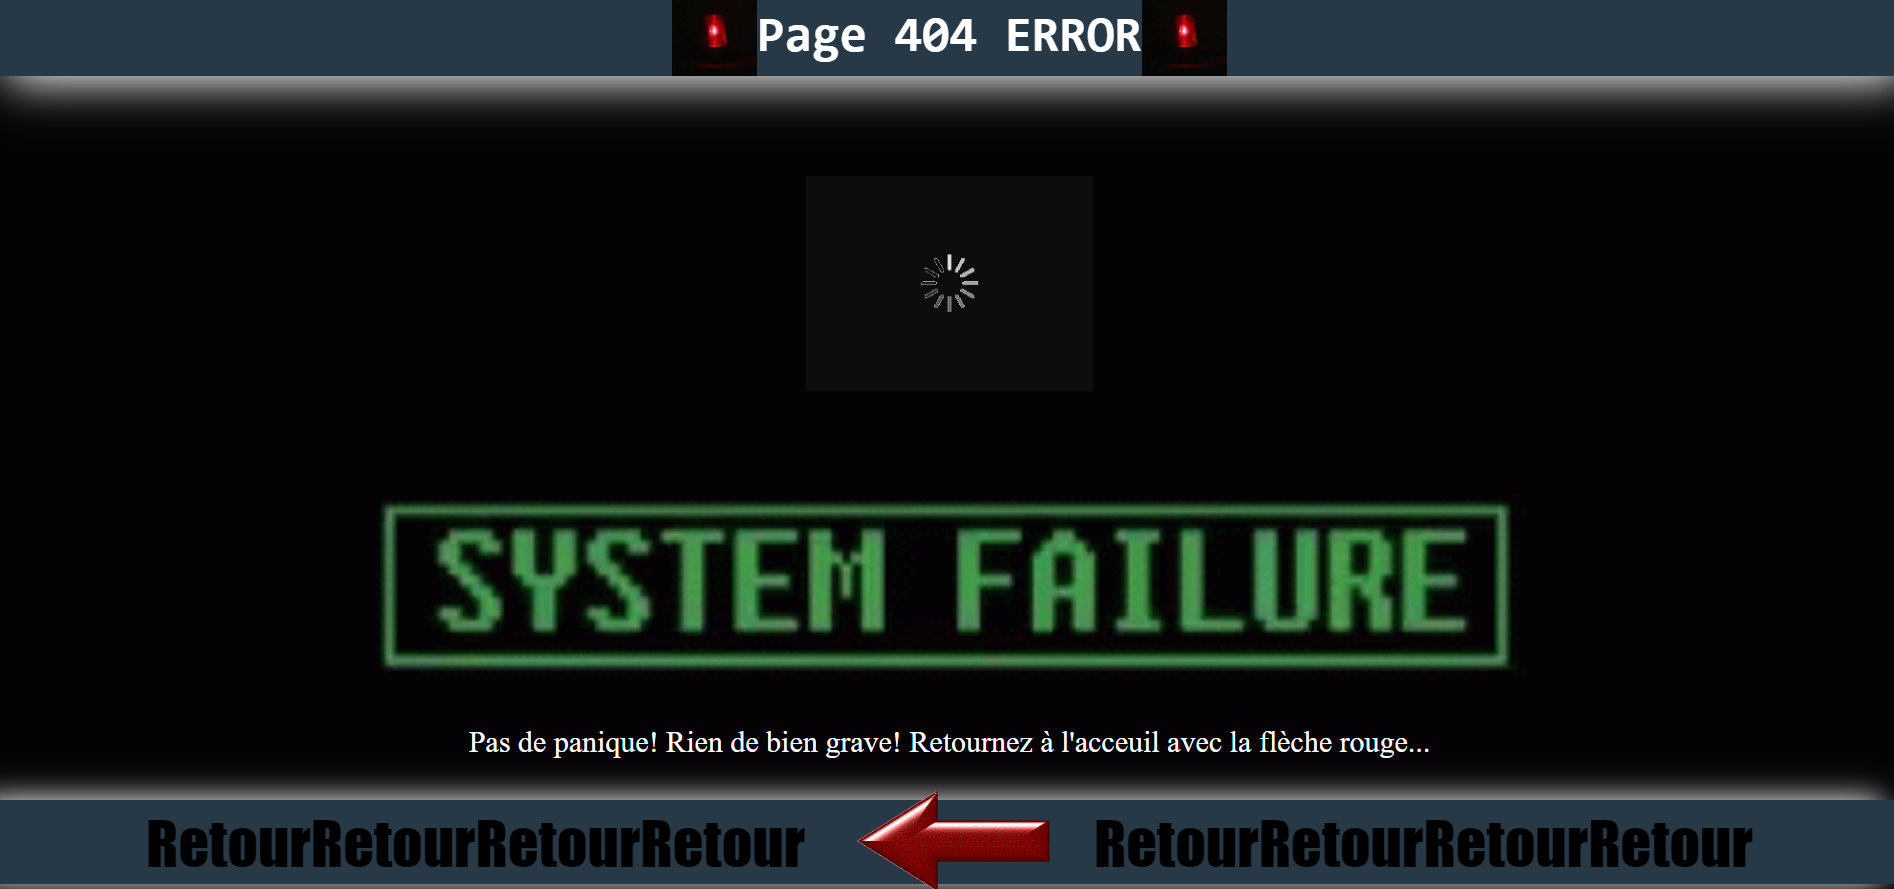 Page 404 ERROR
SYSTEM FAILURE
Pas de panique! Rien de bien grave! Retournez à l'acceuil avec la flèche rouge...
RetourRetourRetourRetour RetourRetourRetourRetour